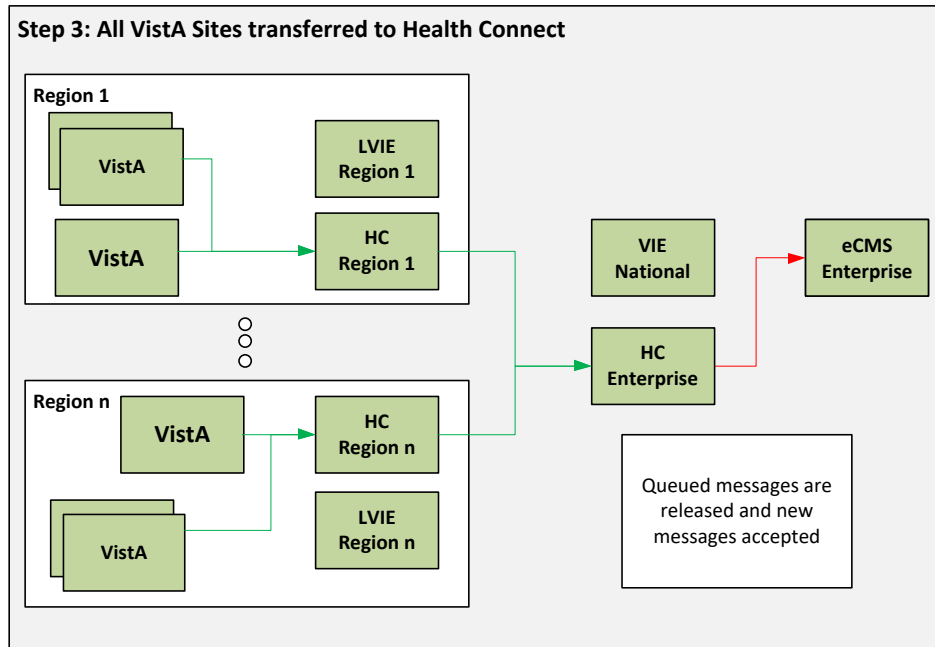 Step 3: All VistA Sites transferred to Health Connect
Region 1
VistA
VistA
LVIE
Region 1
HC
Region 1
VIE
National
eCMS
Enterprise
HC
Enterprise
Region n
VistA
VistA
HC
Region n
LVIE
Region n
Queued messages are
released and new
messages accepted